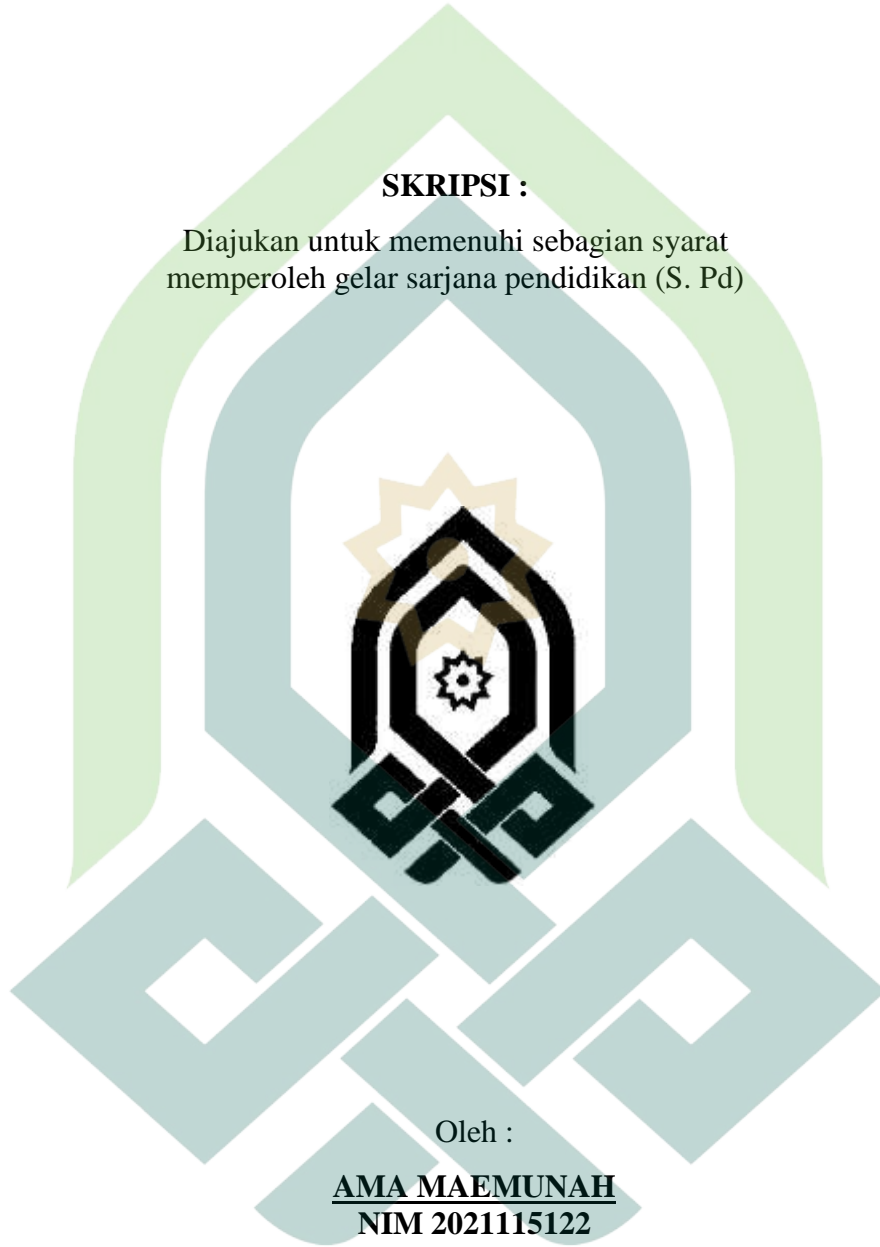 SKRIPSI :
Diajukan untuk memenuhi sebagian syarat
memperoleh gelar sarjana pendidikan (S. Pd)
Oleh :
AMA MAEMUNAH
NIM 2021115122